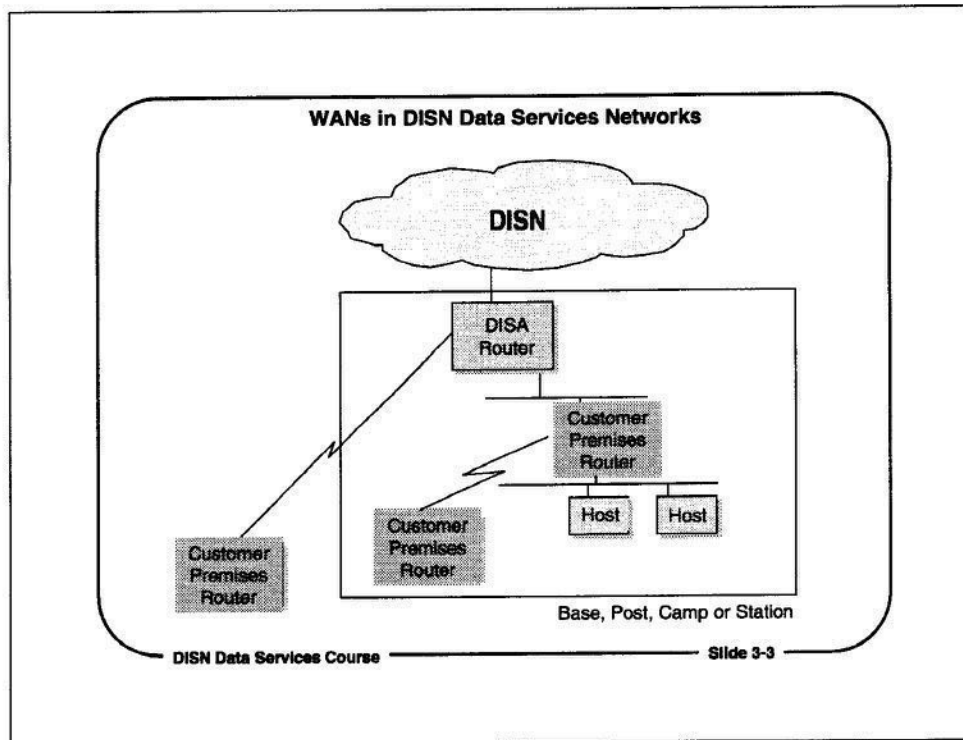 WANs in DISN Data Services Networks
DISN
DISA
Router
Customer
Premises
Router
Host
Host
Customer
Premises
Router
Customer
Premises
Router
Base, Post, Camp or Station
DISN Data Services Course
Slide 3-3